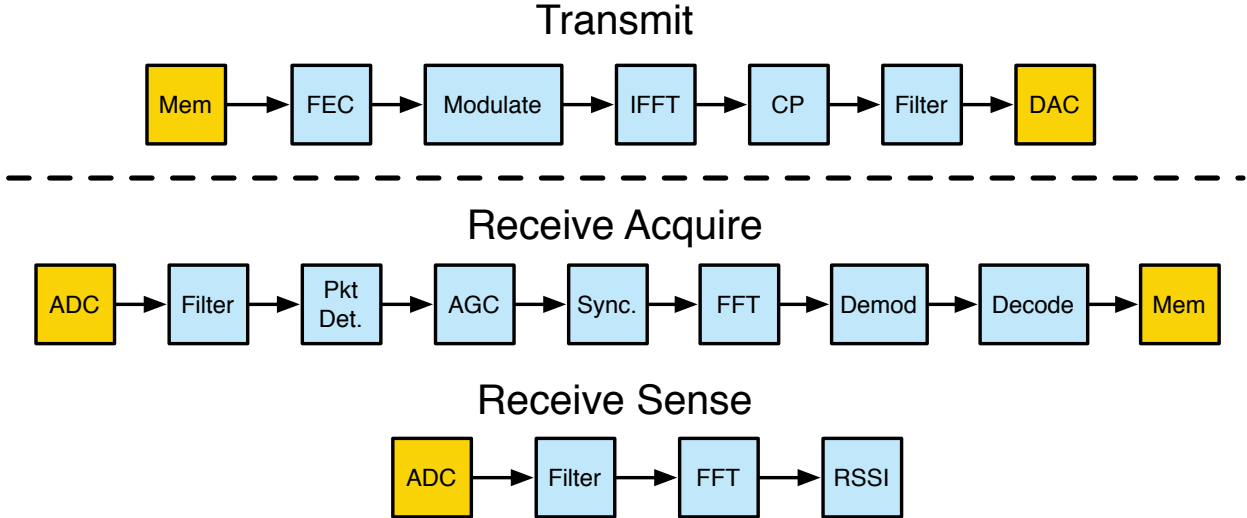 Transmit
Mem
FEC
Modulate
IFFT
CP
Filter
DAC
Receive Acquire
ADC
Filter
Pkt
Det.
AGC
Sync.
FFT
Demod
Decode
Mem
Receive Sense
ADC
Filter
FFT
RSSI